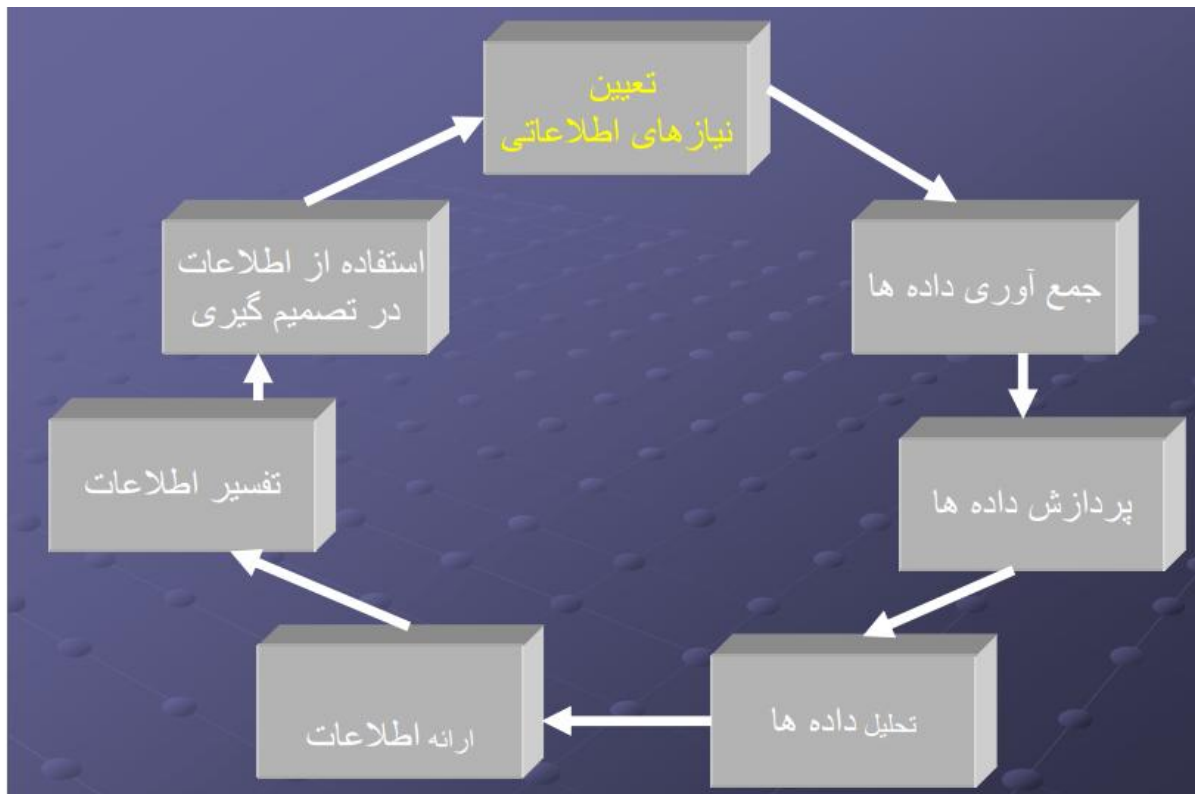 تعیین
نیازهای اطلاعاتی
جمع آوری داده ها
پردازش داده ها
تحلیل داده ها
ارائه اطلاعات
تفسیر اطلاعات
استفاده از اطلاعات
در تصمیم گیری